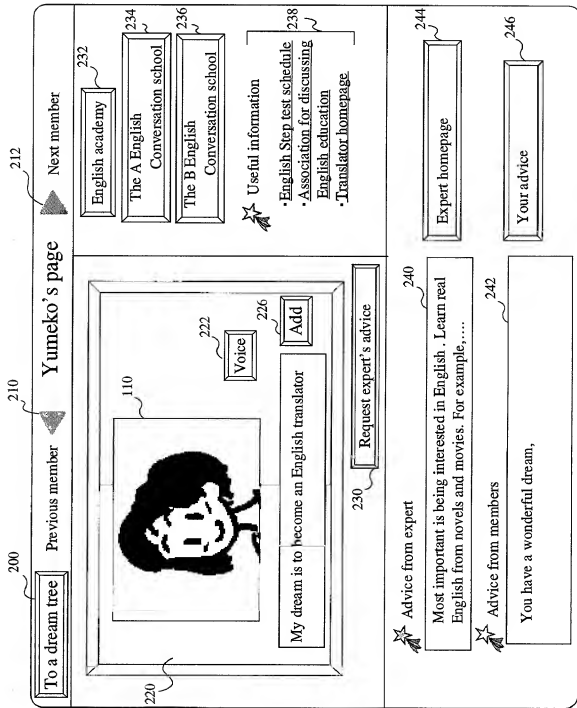 200
210
212
To a dream tree
Previous member
Yumeko's page
Next member
110
222
Voice
226
Add
My dream is to become an English translator
220
Request expert's advice
230
232
English academy
234
The A English
Conversation school
236
The B English
Conversation school
238
Useful information
·English Step test schedule
·Association for discussing
English education
·Translator homepage
Advice from expert
240
Most important is being interested in English . Learn real
English from novels and movies. For example,....
244
Expert homepage
Advice from members
242
You have a wonderful dream,
246
Your advice